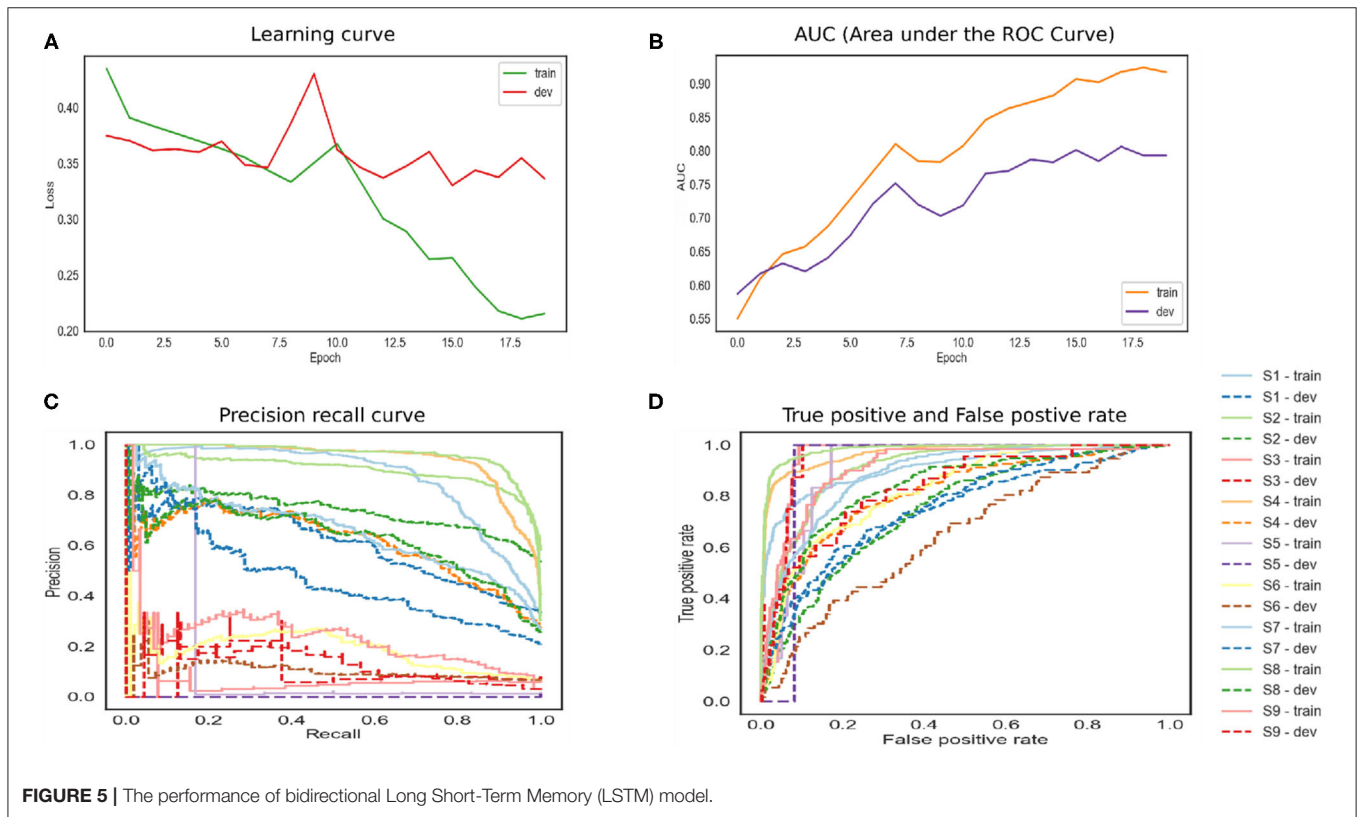 A
Learning curve
train
dev
0.40
0.35
0.30
0.25
0.20
Loss
0.0 2.5 5.0 7.5 10.0 12.5 15.0 17.5
Epoch
B
AUC (Area under the ROC Curve)
0.90
0.85
0.80
0.75
0.70
0.65
0.60
0.55
AUC
train
dev
0.0 2.5 5.0 7.5 10.0 12.5 15.0 17.5
Epoch
C
Precision recall curve
1.0
0.8
0.6
0.4
0.2
0.0
Precision
0.0 0.2 0.4 0.6 0.8 1.0
Recall
D
True positive and False postive rate
1.0
0.8
0.6
0.4
0.2
0.0
True positive rate
0.0 0.2 0.4 0.6 0.8 1.0
False positive rate
S1 - train
S1 - dev
S2 - train
S2 - dev
S3 - train
S3 - dev
S4 - train
S4 - dev
S5 - train
S5 - dev
S6 - train
S6 - dev
S7 - train
S7 - dev
S8 - train
S8 - dev
S9 - train
S9 - dev
FIGURE 5 | The performance of bidirectional Long Short-Term Memory (LSTM) model.